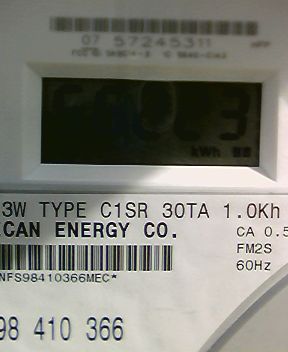 07 57245311
kWh
3W TYPE C1SR 30TA 1.0Kh
CAN ENERGY CO.
CA 0.5
FM2S
60Hz
NFS98410366MEC*
98 410 366